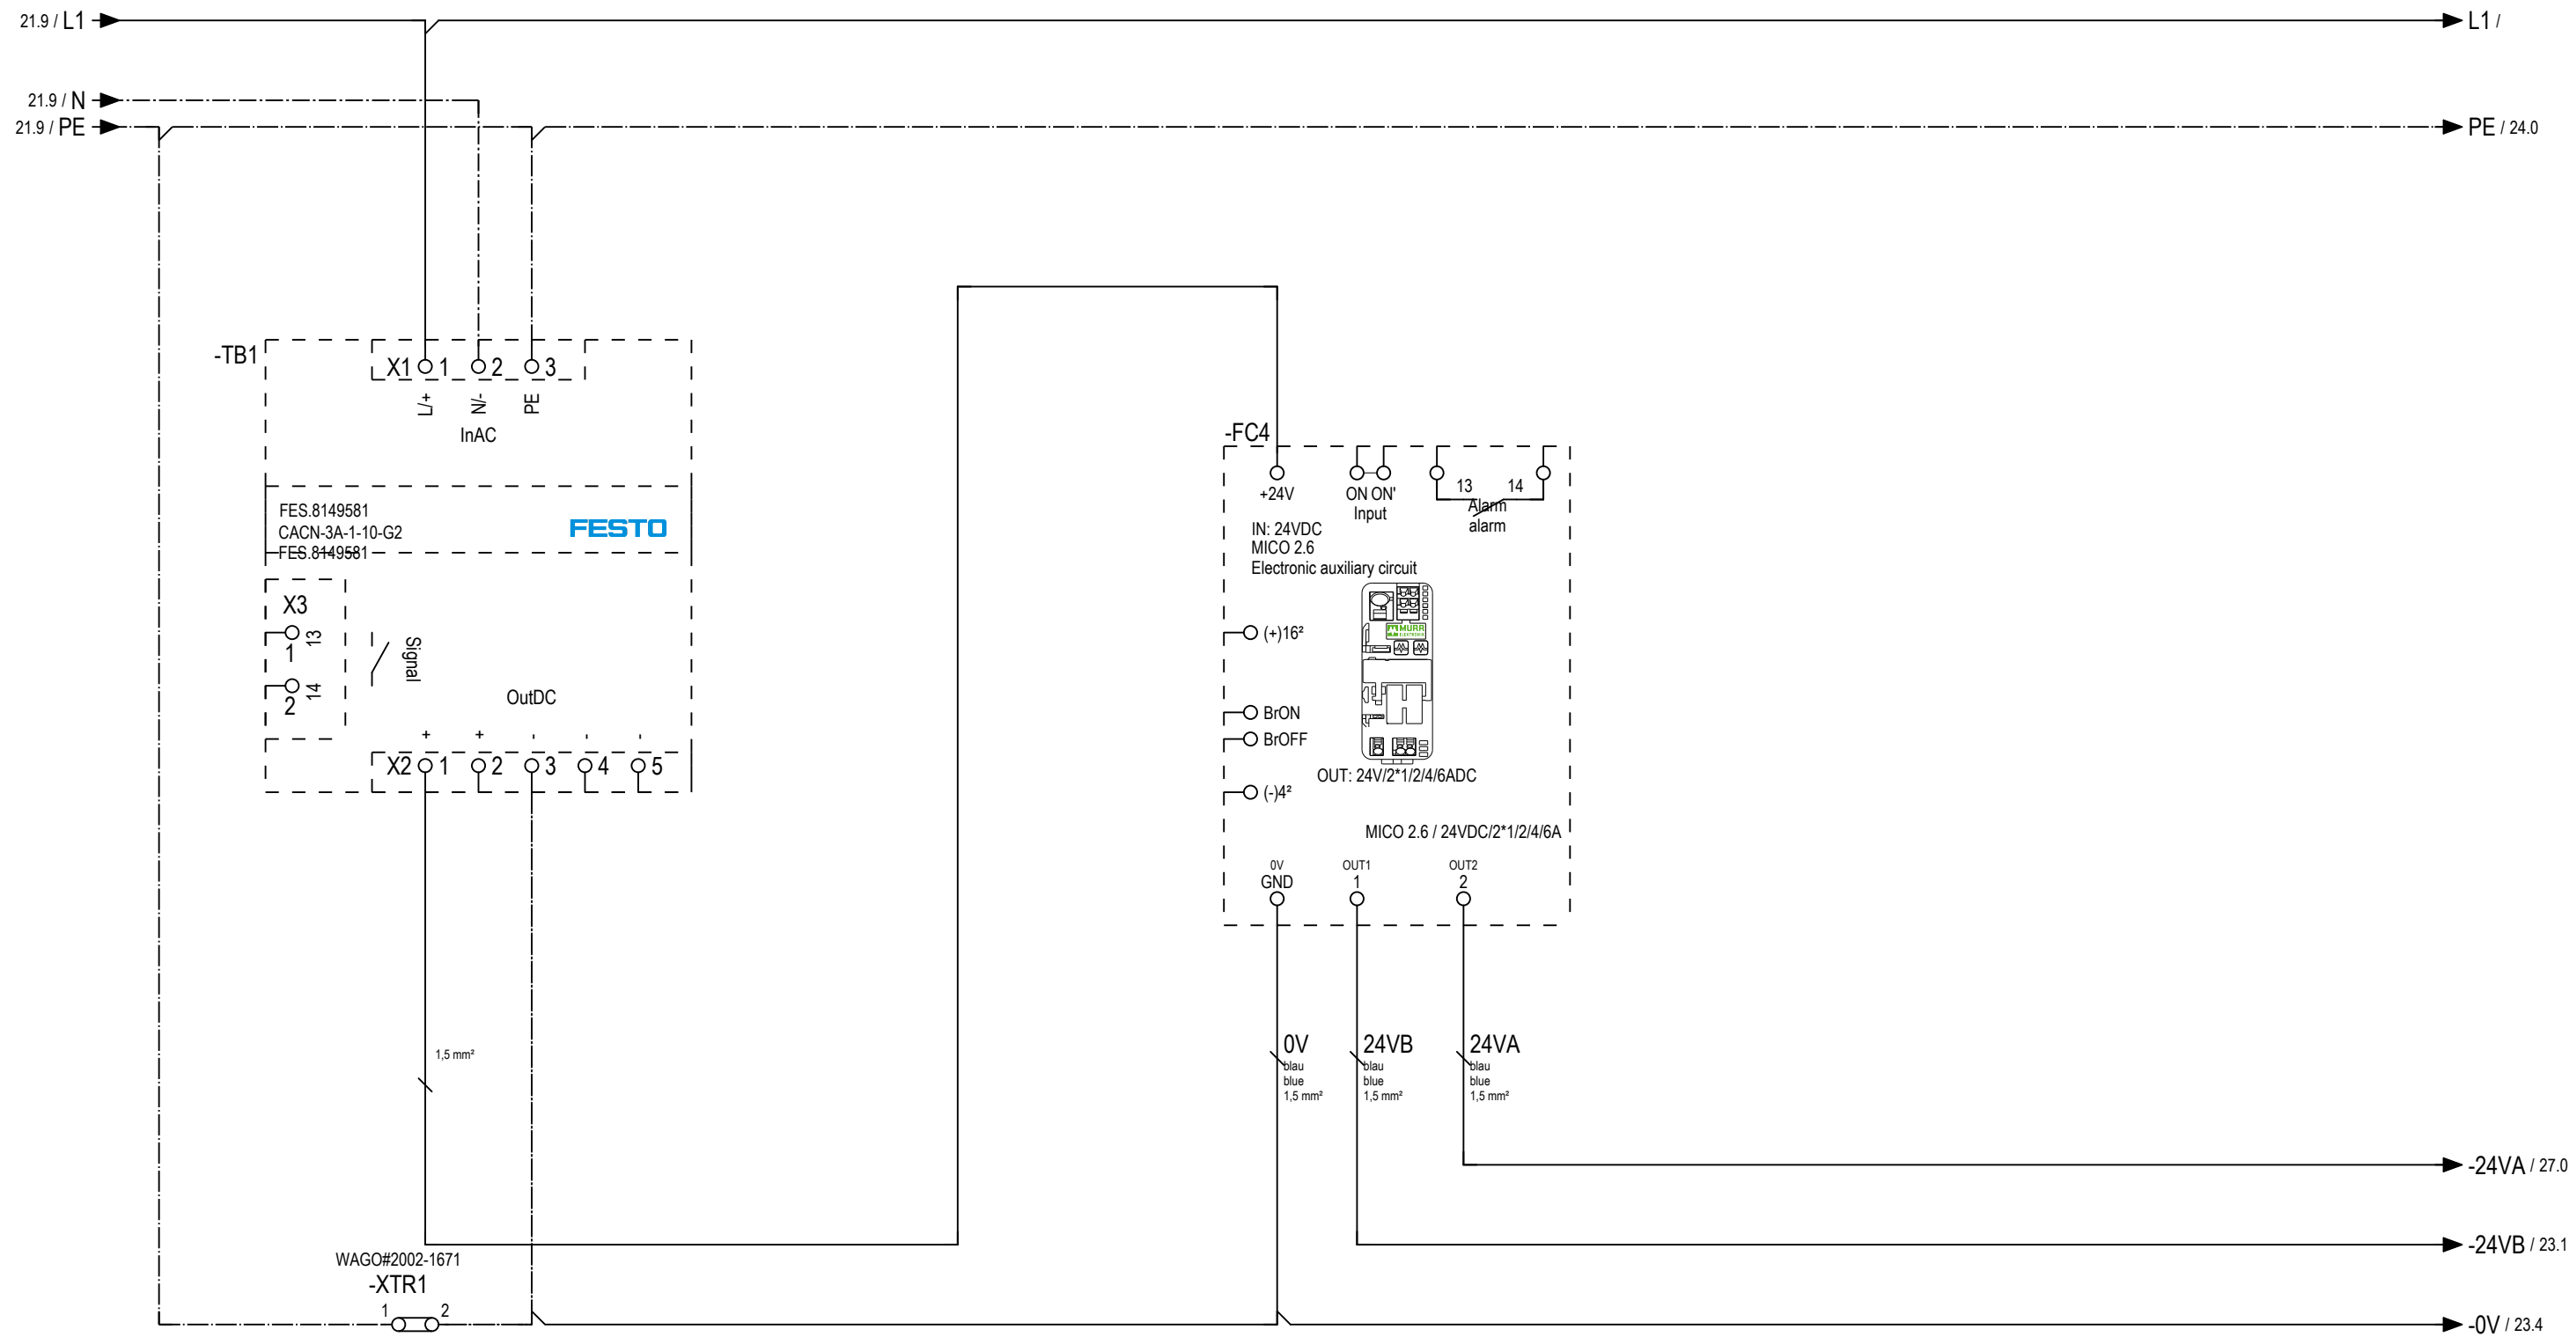 21.9 / L1
L1 /
21.9 / N
21.9 / PE
PE / 24.0
-TB1
X1 1 2 3
L/+ N/- PE
InAC
FES.8149581
CACN-3A-1-10-G2
FES.8149581
FESTO
X3
1 13
2 14
Signal
OutDC
+ + - - -
X2 1 2 3 4 5
1,5 mm²
WAGO#2002-1671
-XTR1
1 2
-FC4
+24V
ON ON'
Input
13 14
Alarm
alarm
IN: 24VDC
MICO 2.6
Electronic auxiliary circuit
(+)16²
MURR
ELEKTRONIK
BrON
BrOFF
(-)4²
OUT: 24V/2*1/2/4/6ADC
MICO 2.6 / 24VDC/2*1/2/4/6A
0V OUT1 OUT2
GND 1 2
0V
blau
blue
1,5 mm²
24VB
blau
blue
1,5 mm²
24VA
blau
blue
1,5 mm²
-24VA / 27.0
-24VB / 23.1
-0V / 23.4